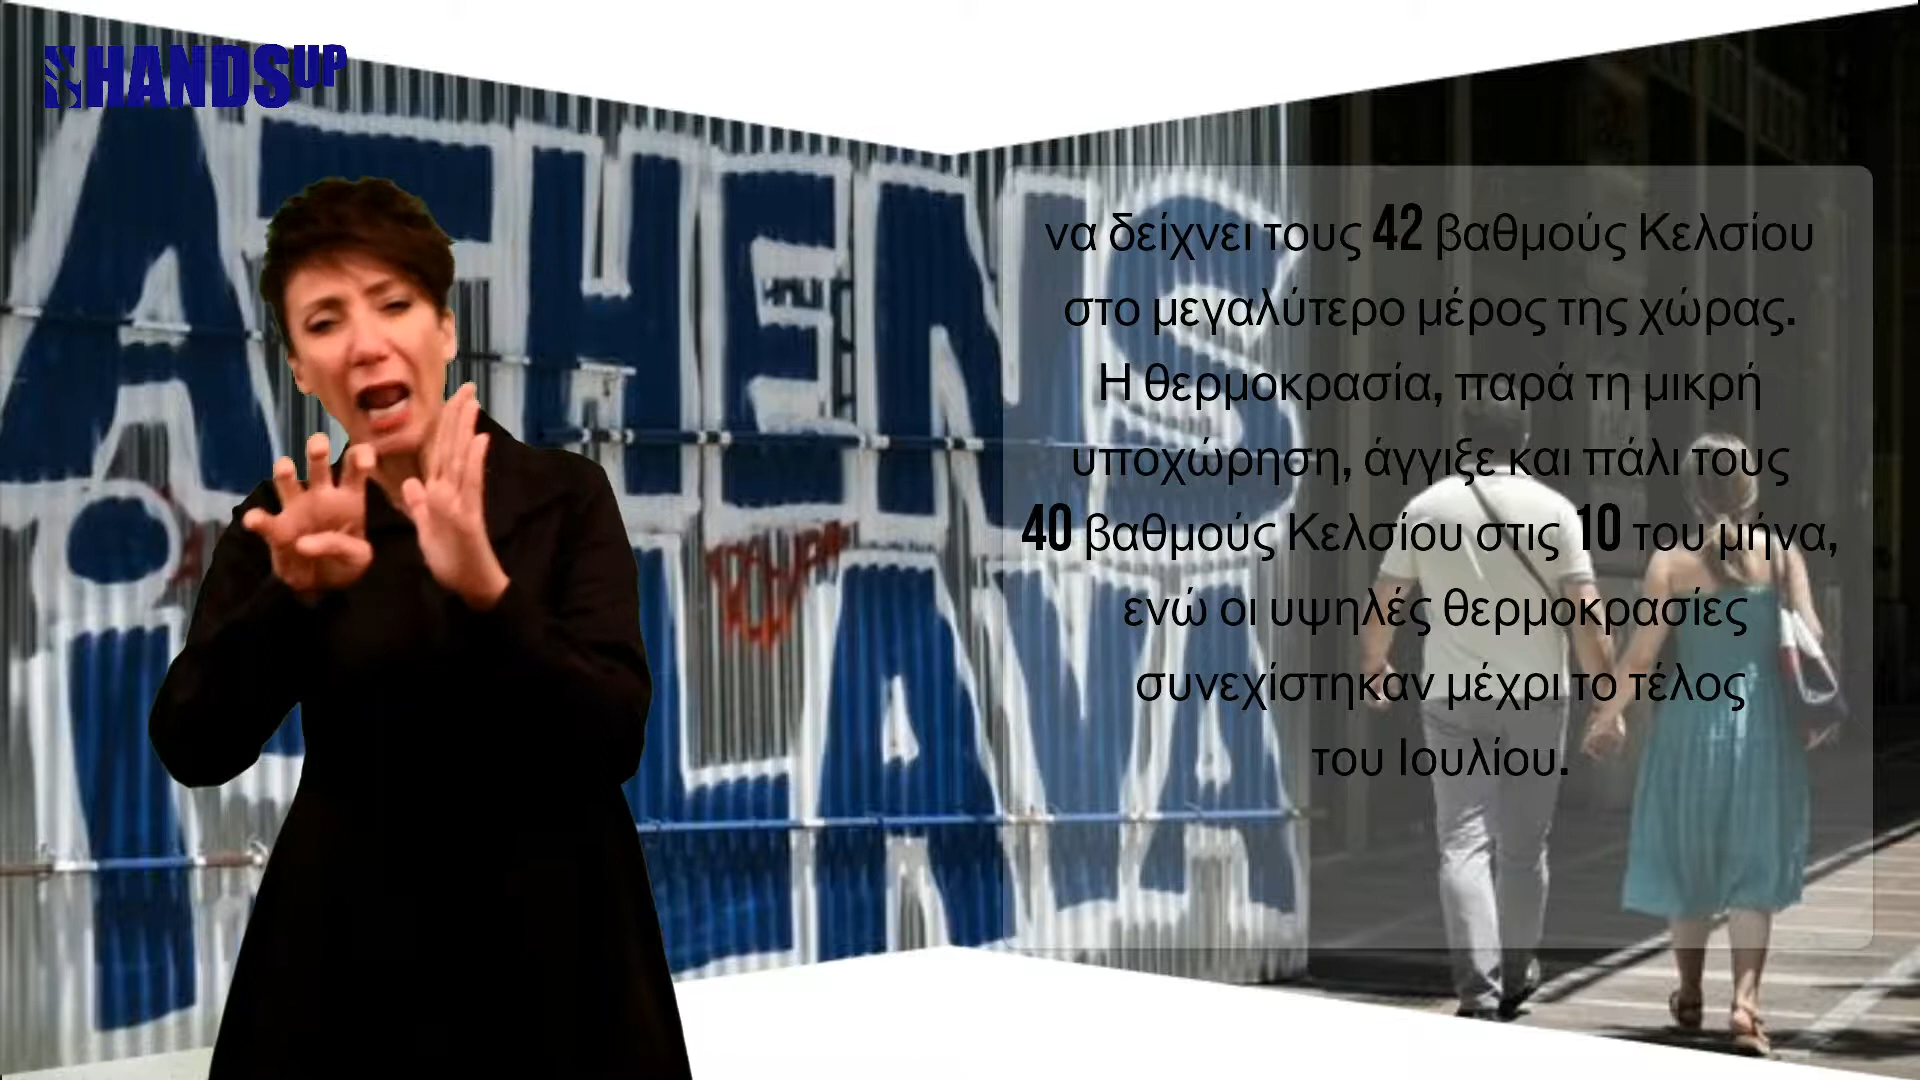 HANDSUP
ATHENS
iS LAVA
να δείχνει τους 42 βαθμούς Κελσίου
στο μεγαλύτερο μέρος της χώρας.
Η θερμοκρασία, παρά τη μικρή
υποχώρηση, άγγιξε και πάλι τους
40 βαθμούς Κελσίου στις 10 του μήνα,
ενώ οι υψηλές θερμοκρασίες
συνεχίστηκαν μέχρι το τέλος
του Ιουλίου.